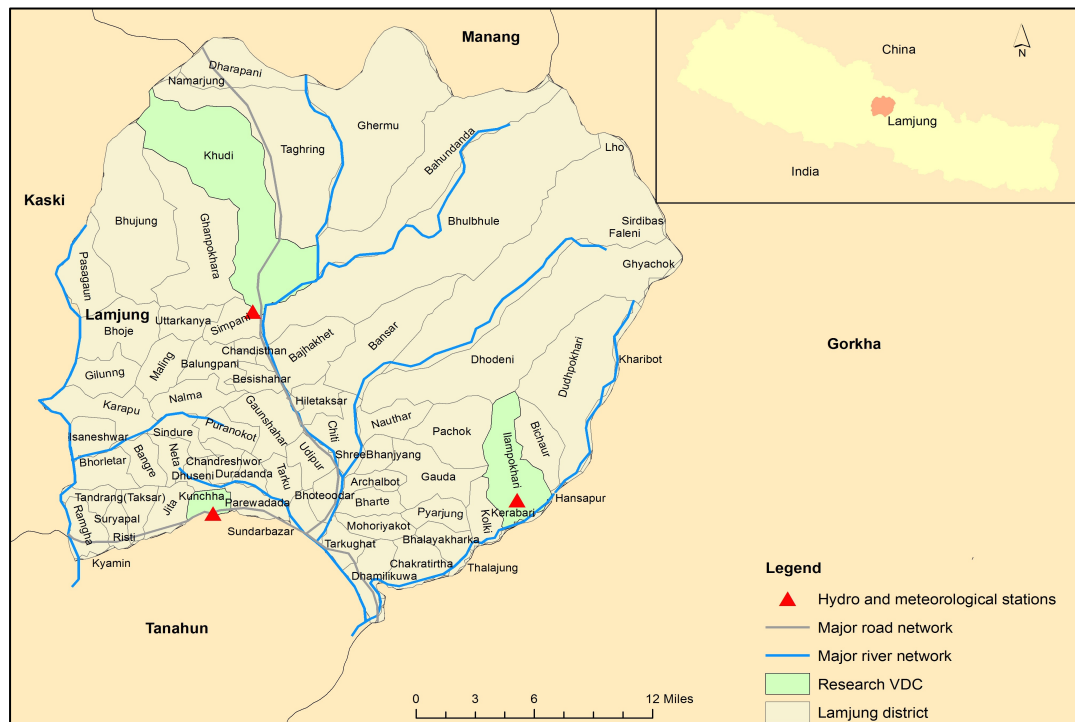 Manang
China
N
Lamjung
India
Dharapani
Namarjung
Ghermu
Taghring
Khudi
Bahundanda
Lho
Kaski
Bhujung
Ghanpokhara
Bhulbhule
Sirdibas
Faleni
Ghyachok
Pasagaun
Lamjung
Uttarkanya
Simpani
Bhoje
Chandisthan
Bajhakhet
Bansar
Gorkha
Maling
Balungpani
Dhodeni
Dudhpokhari
Kharibot
Gilunng
Besishahar
Nalma
Hiletaksar
Karapu
Gaunshahar
Nauthar
Puranokot
Chiti
Pachok
Ilampokhari
Bichaur
Isaneshwar
Sindure
Udipur
Bhorletar
Bangre
Neta
Chandreshwor
ShreeBhanjyang
Dhuseni
Duradanda
Tarku
Archalbot
Gauda
Tandrang(Taksar)
Jita
Kunchha
Parewadada
Bhoteoodar
Bharte
Hansapur
Ramgha
Suryapal
Pyarjung
Kolki
Kerabari
Risti
Sundarbazar
Mohoriyakot
Tarkughat
Bhalayakharka
Kyamin
Chakratirtha
Thalajung
Dhamilikuwa
Tanahun
Legend
Hydro and meteorological stations
Major road network
Major river network
Research VDC
Lamjung district
0 3 6 12 Miles